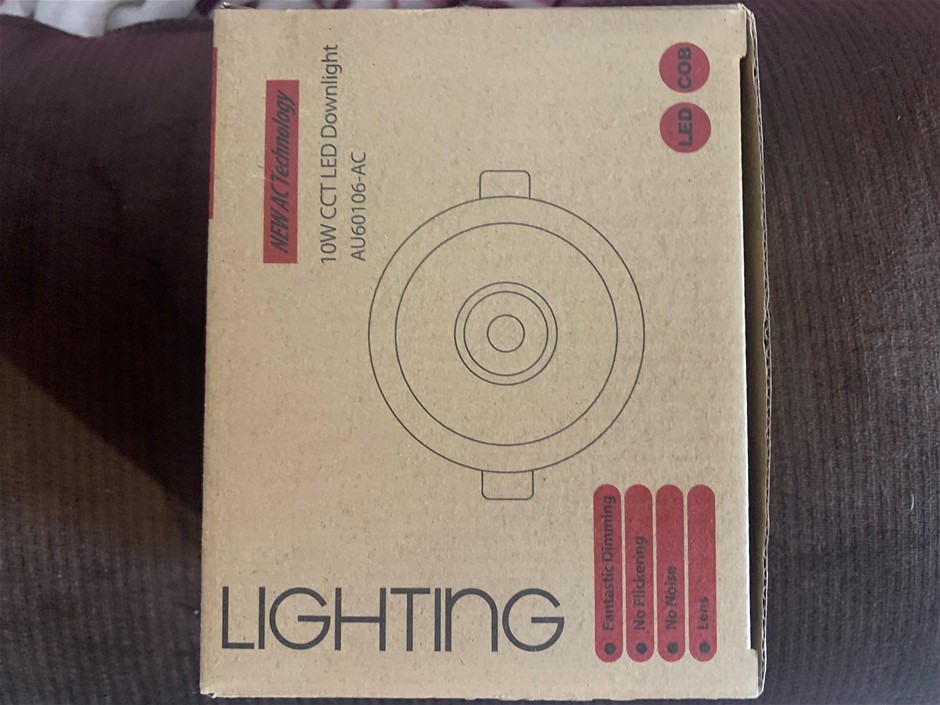 LIGHTING
NEW AC Technology
10W CCT LED Downlight
AU60106-AC
Fantastic Dimming
No Flickering
No Noise
Lens
LED
COB